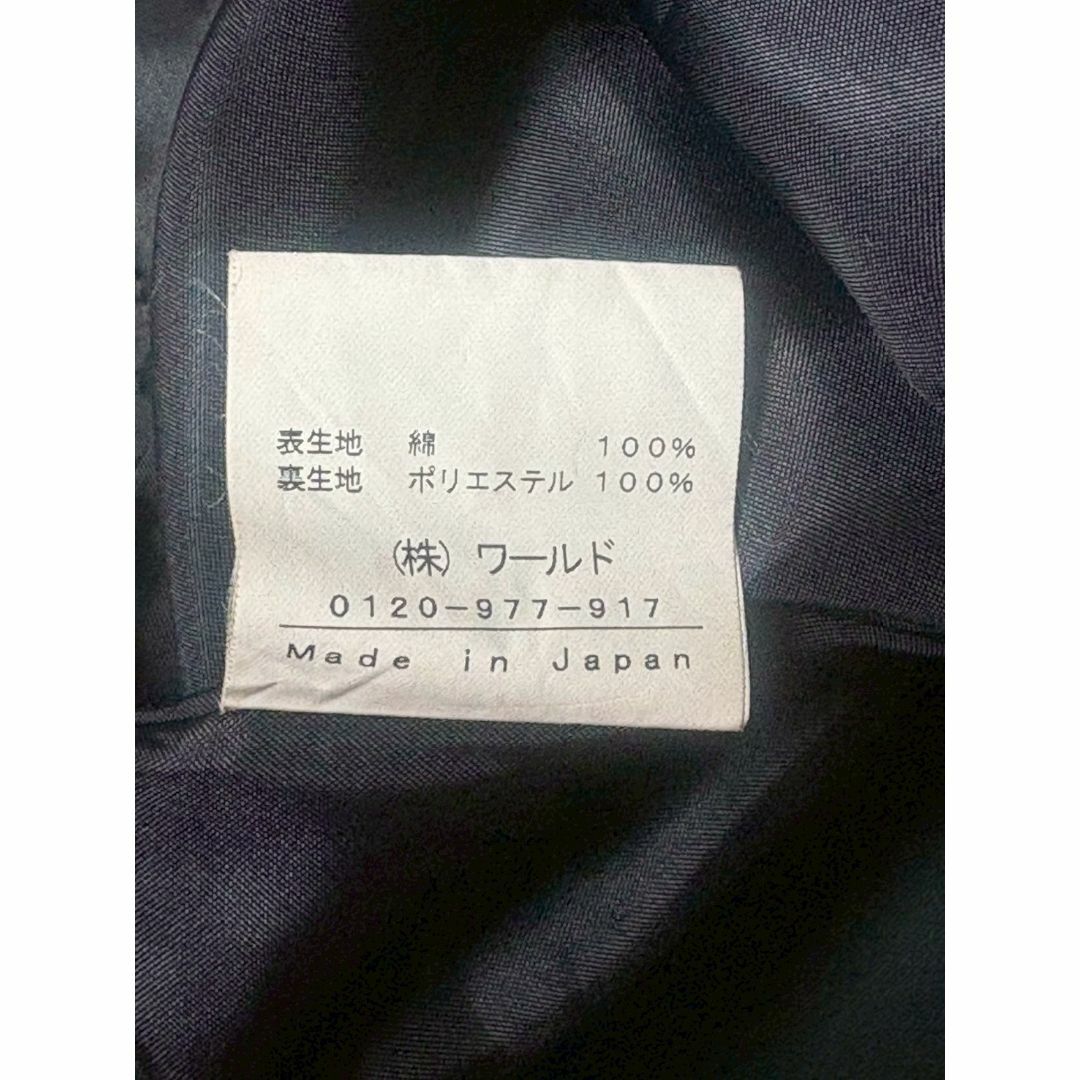 表生地 綿 100%
裏生地 ポリエステル 100%
(株) ワールド
0120-977-917
Made in Japan